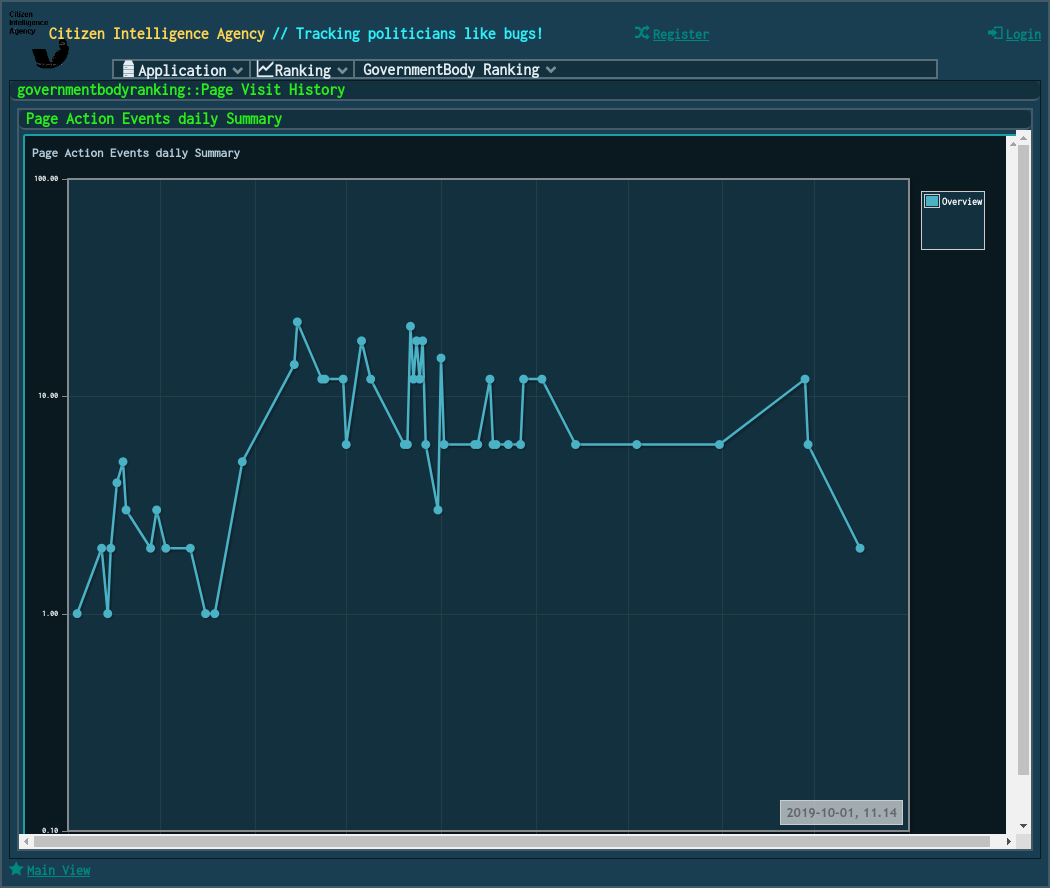 Citizen
Intelligence
Agency
Citizen Intelligence Agency // Tracking politicians like bugs!
Register
Login
Application
Ranking
GovernmentBody Ranking
governmentbodyranking::Page Visit History
Page Action Events daily Summary
Page Action Events daily Summary
100.00
Overview
10.00
1.00
2019-10-01, 11.14
0.10
Main View